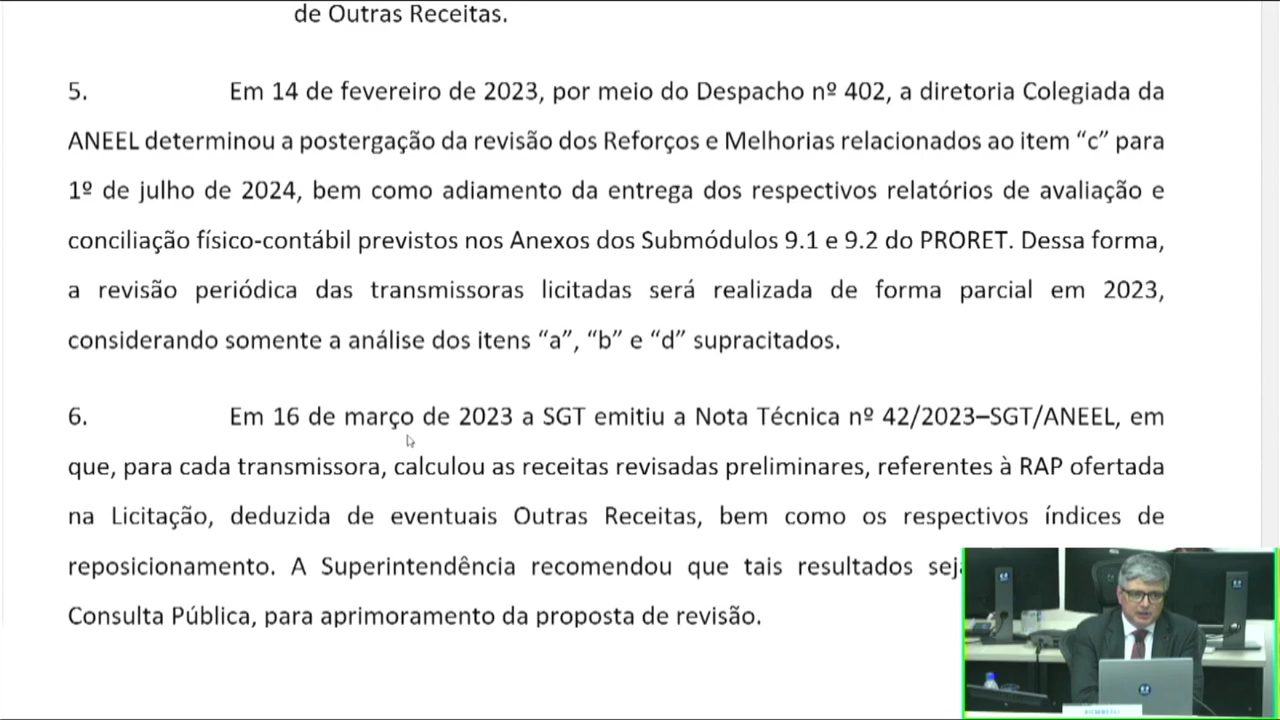 de Outras Receitas.
5. Em 14 de fevereiro de 2023, por meio do Despacho nº 402, a diretoria Colegiada da
ANEEL determinou a postergação da revisão dos Reforços e Melhorias relacionados ao item “c” para
1º de julho de 2024, bem como adiamento da entrega dos respectivos relatórios de avaliação e
conciliação físico-contábil previstos nos Anexos dos Submódulos 9.1 e 9.2 do PRORET. Dessa forma,
a revisão periódica das transmissoras licitadas será realizada de forma parcial em 2023,
considerando somente a análise dos itens “a”, “b” e “d” supracitados.
6. Em 16 de março de 2023 a SGT emitiu a Nota Técnica nº 42/2023–SGT/ANEEL, em
que, para cada transmissora, calculou as receitas revisadas preliminares, referentes à RAP ofertada
na Licitação, deduzida de eventuais Outras Receitas, bem como os respectivos índices de
reposicionamento. A Superintendência recomendou que tais resultados
Consulta Pública, para aprimoramento da proposta de revisão.